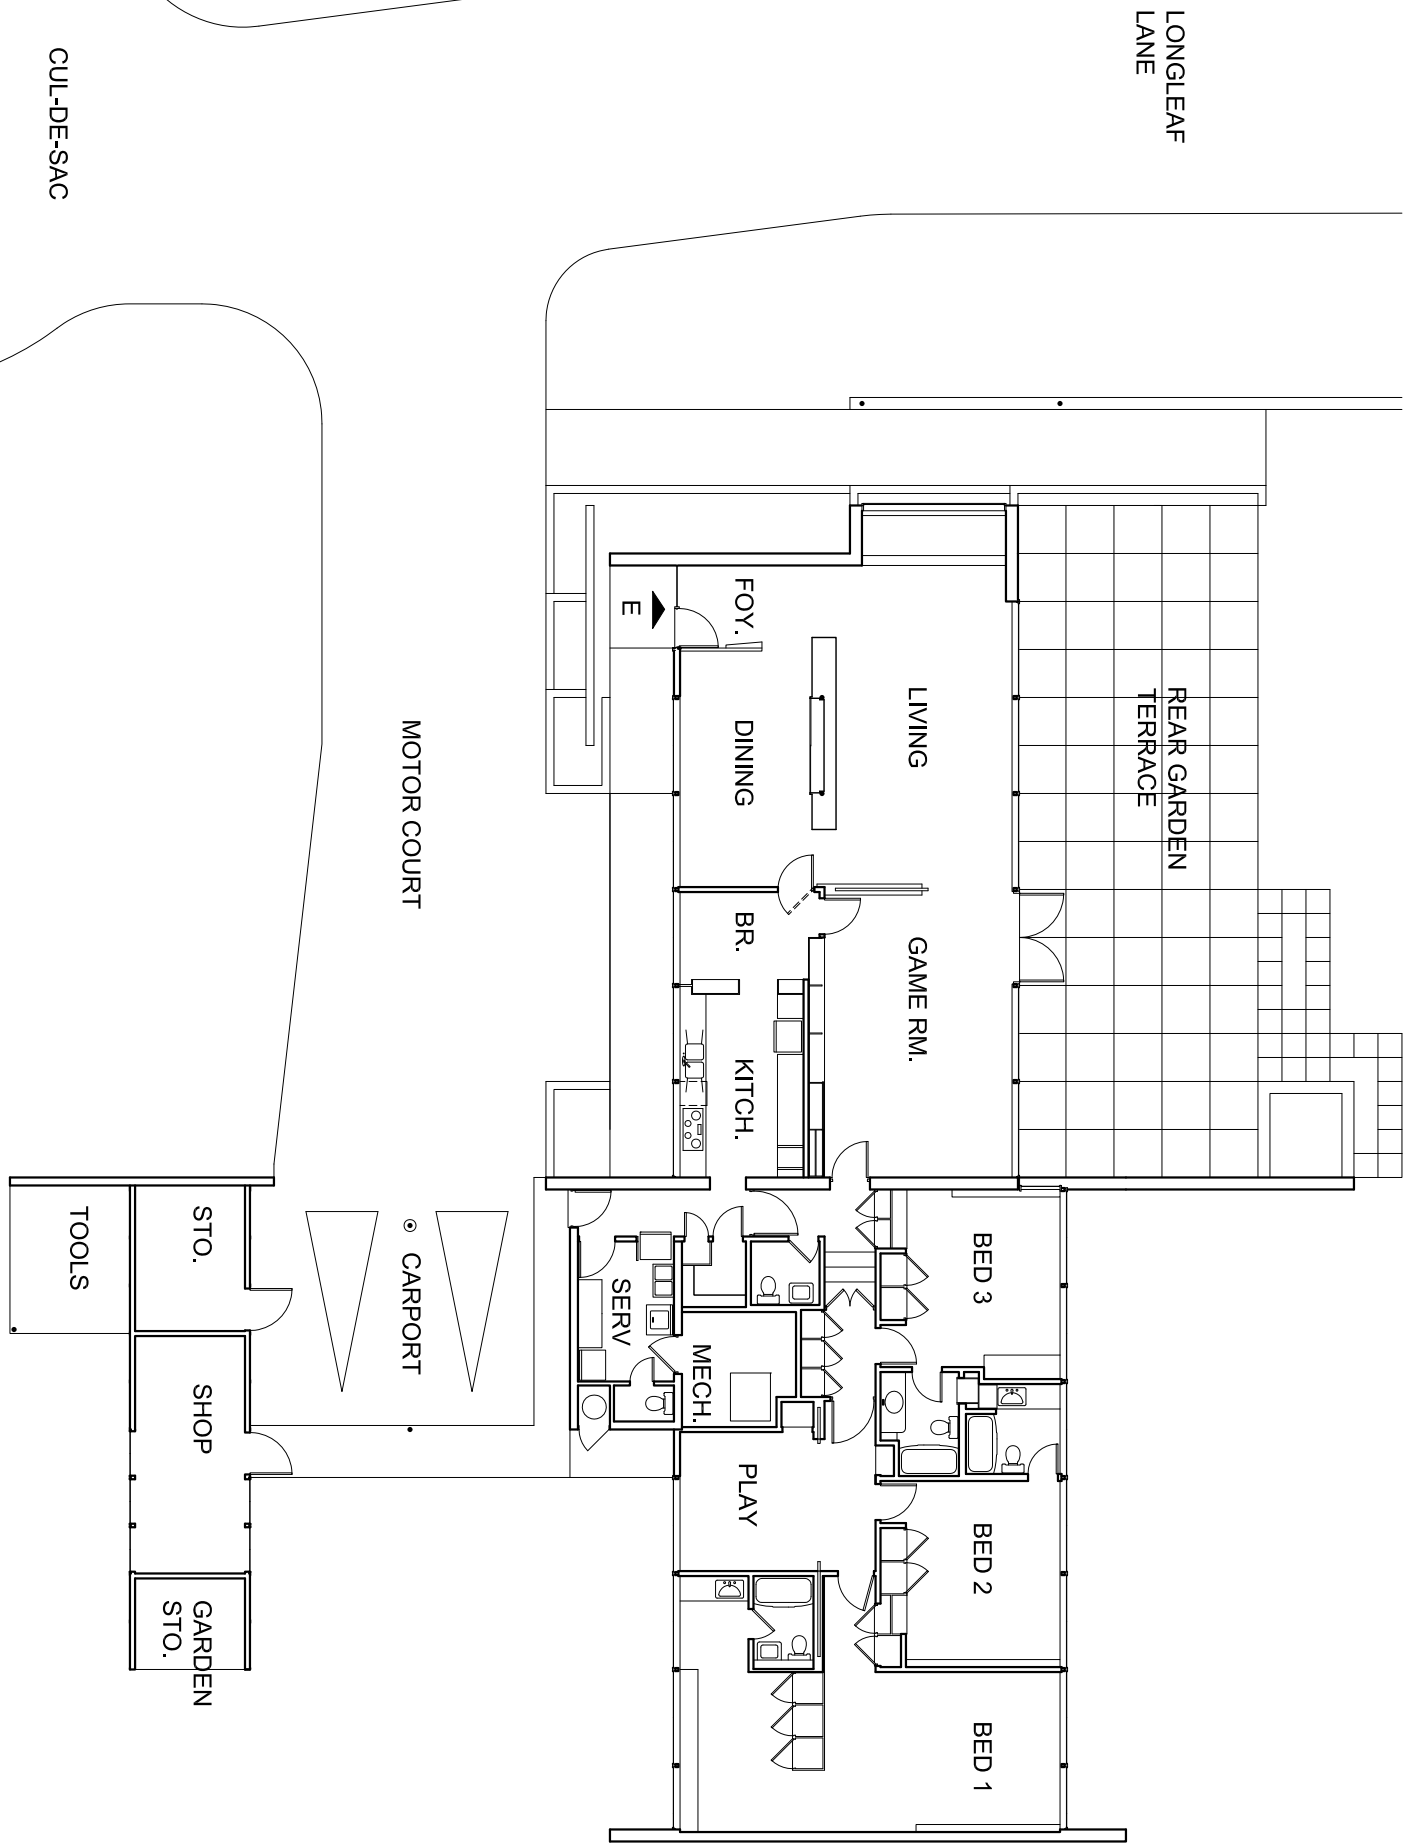 LONGLEAF
LANE
CUL-DE-SAC
REAR GARDEN
TERRACE
LIVING
GAME RM.
FOY.
E
DINING
BR.
KITCH.
MOTOR COURT
BED 3
BED 2
BED 1
SERV
MECH.
PLAY
CARPORT
STO.
TOOLS
SHOP
GARDEN
STO.